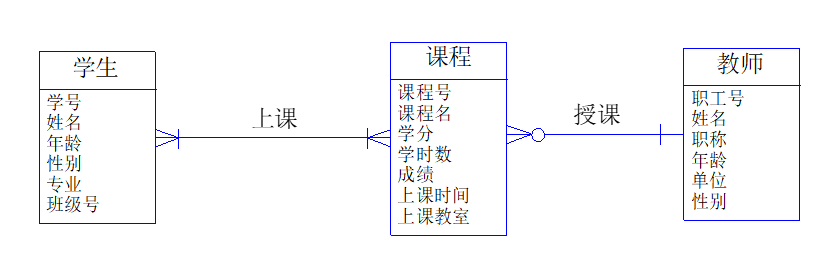 学生
学号
姓名
年龄
性别
专业
班级号
上课
课程
课程号
课程名
学分
学时数
成绩
上课时间
上课教室
授课
教师
职工号
姓名
职称
年龄
单位
性别